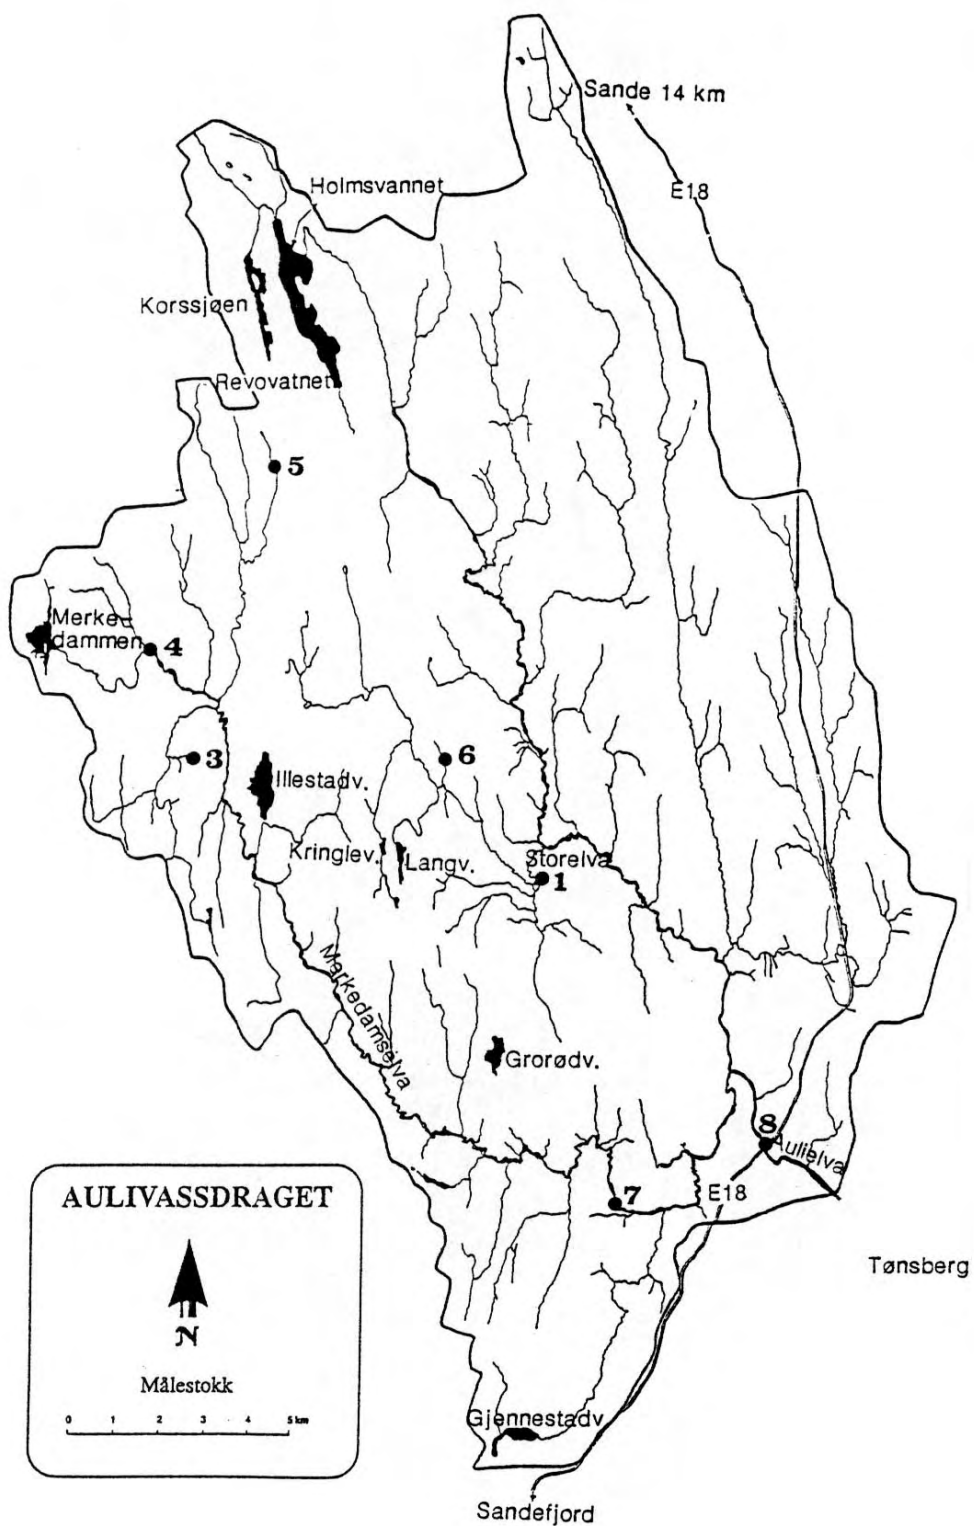 Sande 14 km
E18
Holmsvannet
Korssjøen
Revovatnet
5
Merke-
dammen
4
3
6
Illestadv.
Kringlev.
Langv.
Storelva
1
Merkedamselva
Grorødv.
8
Aulielva
7
E18
Tønsberg
AULIVASSDRAGET
N
Målestokk
0 1 2 3 4 5 km
Gjennestadv
Sandefjord